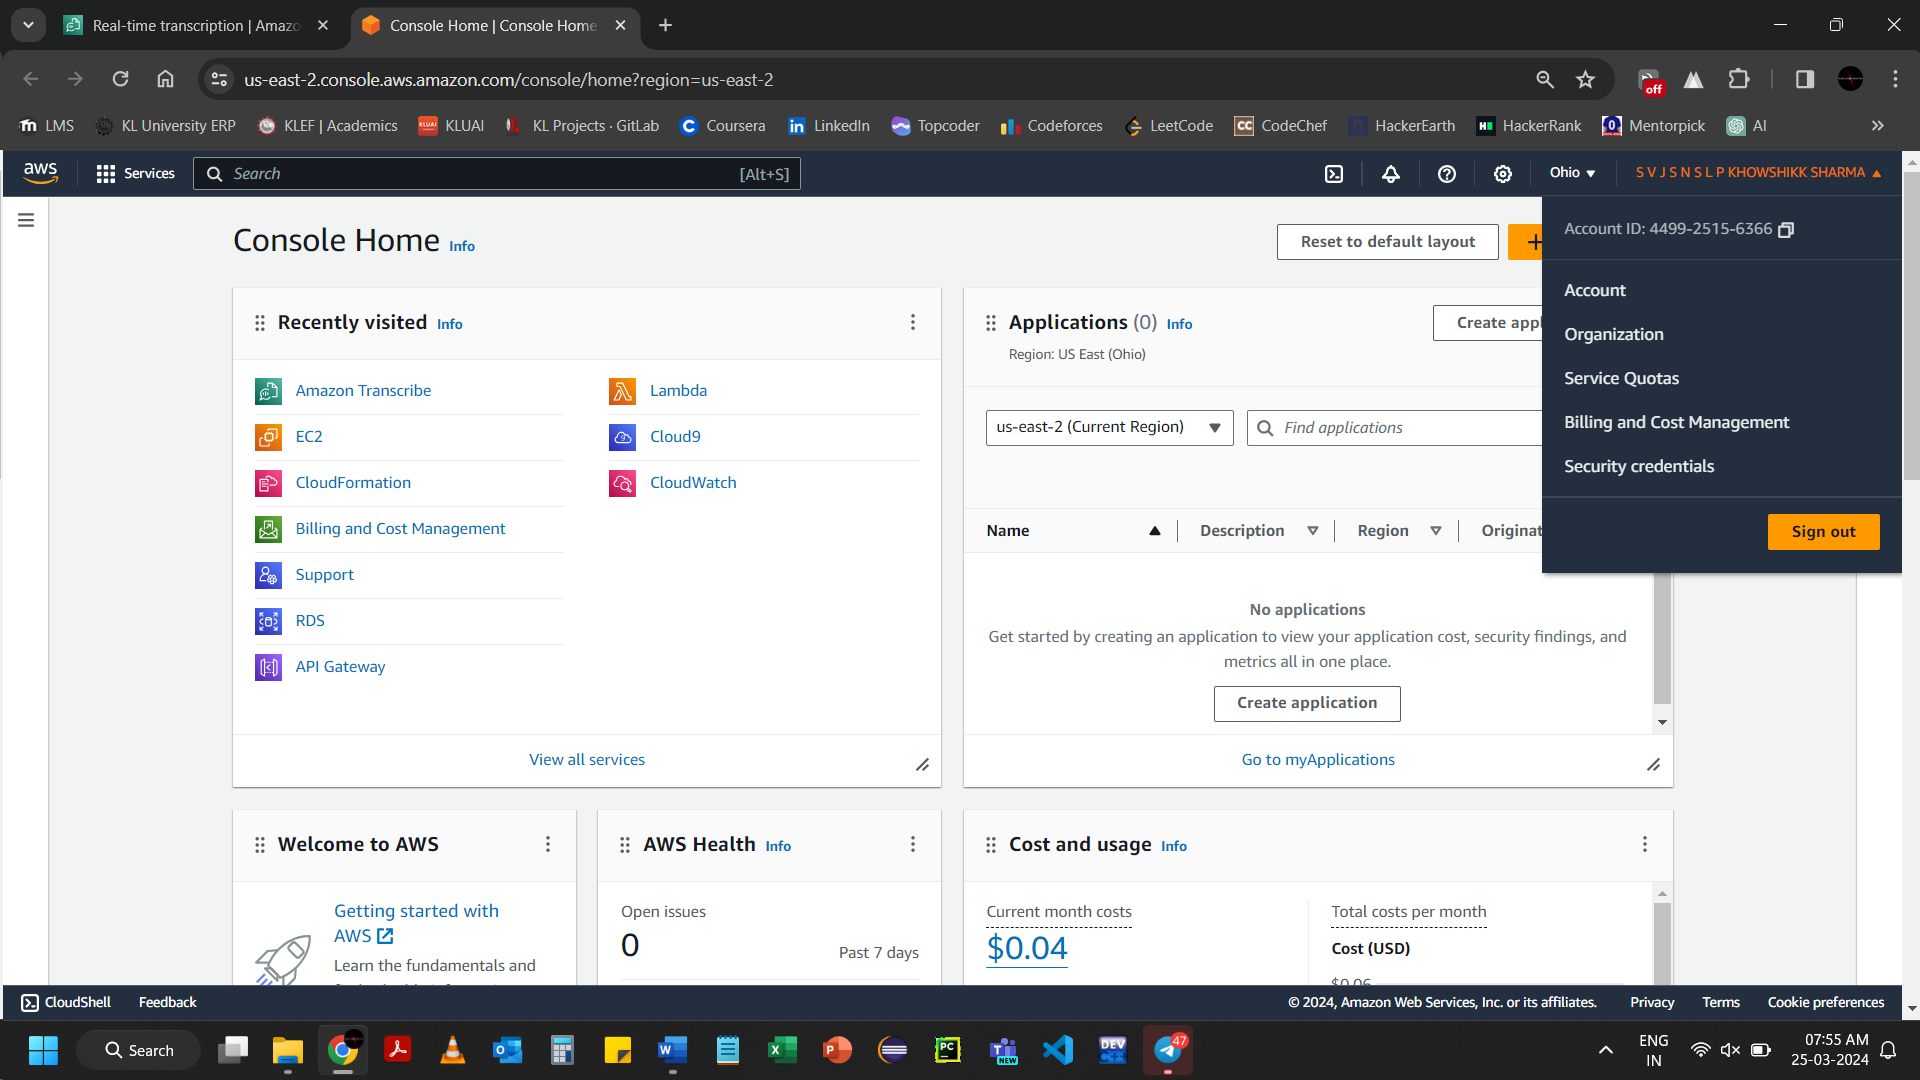 Real-time transcription | Amazo
Console Home | Console Home
us-east-2.console.aws.amazon.com/console/home?region=us-east-2
off
LMS
KL University ERP
KLEF | Academics
KLUAI
KL Projects · GitLab
Coursera
LinkedIn
Topcoder
Codeforces
LeetCode
CodeChef
HackerEarth
HackerRank
Mentorpick
AI
aws
Services
Search
[Alt+S]
Ohio
S V J S N S L P KHOWSHIKK SHARMA
Account ID: 4499-2515-6366
Account
Organization
Service Quotas
Billing and Cost Management
Security credentials
Sign out
Console Home Info
Reset to default layout
Recently visited Info
Amazon Transcribe
EC2
CloudFormation
Billing and Cost Management
Support
RDS
API Gateway
Lambda
Cloud9
CloudWatch
View all services
Applications (0) Info
Region: US East (Ohio)
Create appl
us-east-2 (Current Region)
Find applications
Name
Description
Region
Originat
No applications
Get started by creating an application to view your application cost, security findings, and
metrics all in one place.
Create application
Go to myApplications
Welcome to AWS
Getting started with
AWS
Learn the fundamentals and
AWS Health Info
Open issues
0
Past 7 days
Cost and usage Info
Current month costs
$0.04
Total costs per month
Cost (USD)
$0.06
CloudShell
Feedback
© 2024, Amazon Web Services, Inc. or its affiliates.
Privacy
Terms
Cookie preferences
Search
PC
NEW
DEV
47
ENG
IN
07:55 AM
25-03-2024